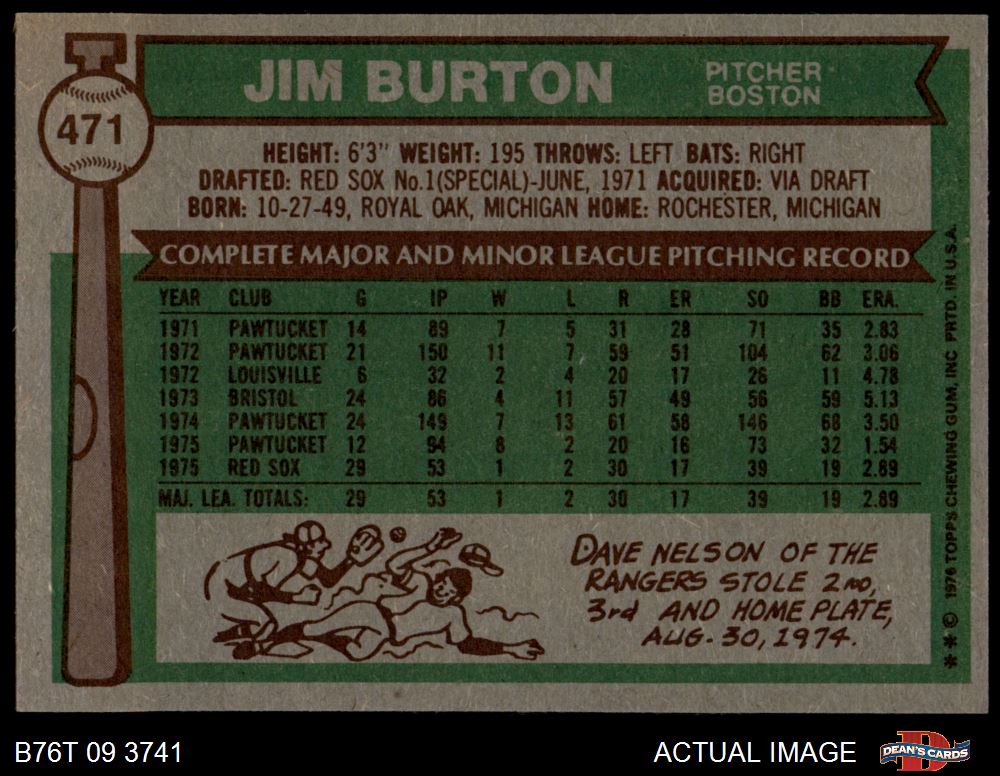 471
JIM BURTON
PITCHER
BOSTON
HEIGHT: 6'3" WEIGHT: 195 THROWS: LEFT BATS: RIGHT
DRAFTED: RED SOX No.1(SPECIAL)-JUNE, 1971 ACQUIRED: VIA DRAFT
BORN: 10-27-49, ROYAL OAK, MICHIGAN HOME: ROCHESTER, MICHIGAN
COMPLETE MAJOR AND MINOR LEAGUE PITCHING RECORD
YEAR CLUB G IP W L R ER SO BB ERA.
1971 PAWTUCKET 14 89 7 5 31 28 71 35 2.83
1972 PAWTUCKET 21 150 11 7 59 51 104 62 3.06
1972 LOUISVILLE 6 32 2 4 20 17 26 11 4.78
1973 BRISTOL 24 86 4 11 57 49 56 59 5.13
1974 PAWTUCKET 24 149 7 13 61 58 146 68 3.50
1975 PAWTUCKET 12 94 8 2 20 16 73 32 1.54
1975 RED SOX 29 53 1 2 30 17 39 19 2.89
MAJ. LEA. TOTALS: 29 53 1 2 30 17 39 19 2.89
DAVE NELSON OF THE
RANGERS STOLE 2ND,
3rd AND HOME PLATE,
AUG. 30, 1974.
** © 1976 TOPPS CHEWING GUM, INC PRTD. IN U.S.A.
B76T 09 3741
ACTUAL IMAGE
DEAN'S CARDS